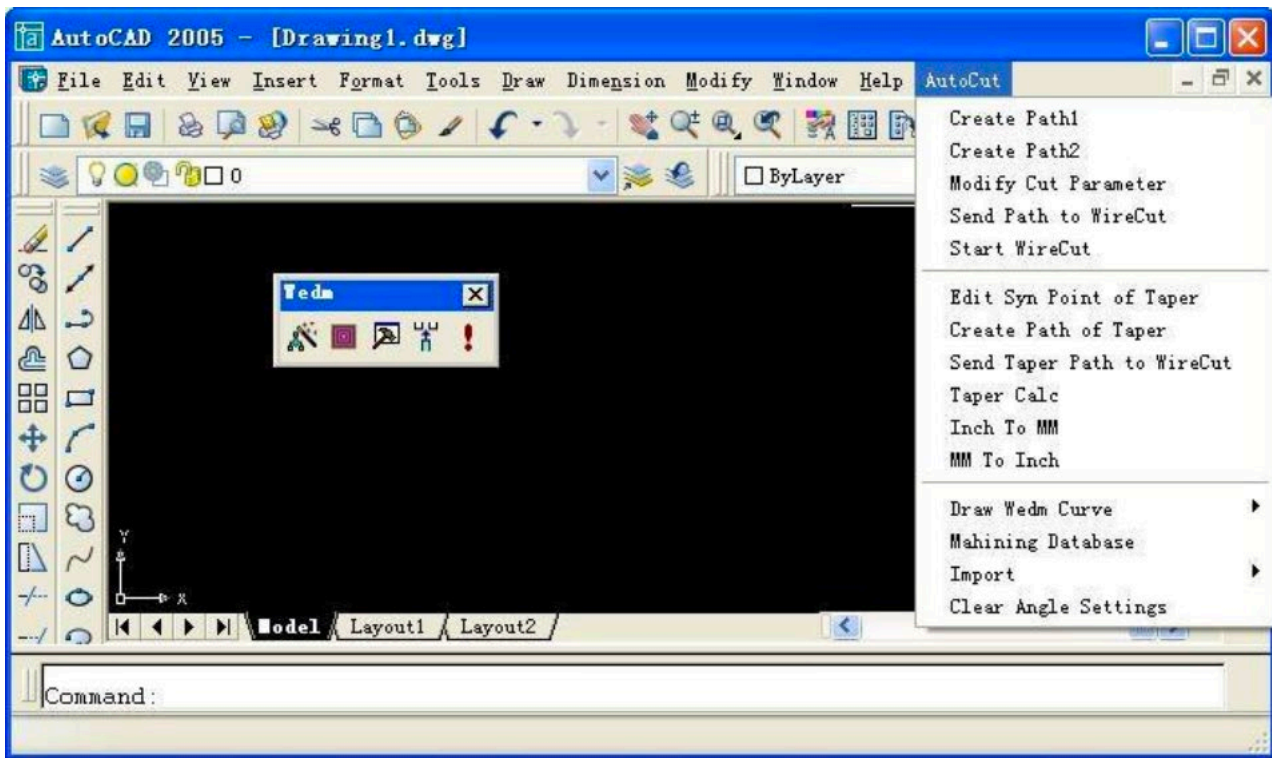 AutoCAD 2005 - [Drawing1.dwg]
File Edit View Insert Format Tools Draw Dimension Modify Window Help AutoCut
0
ByLayer
Create Path1
Create Path2
Modify Cut Parameter
Send Path to WireCut
Start WireCut
Edit Syn Point of Taper
Create Path of Taper
Send Taper Path to WireCut
Taper Calc
Inch To MM
MM To Inch
Draw Wedm Curve
Mahining Database
Import
Clear Angle Settings
Wedm
Y
X
Model Layout1 Layout2
Command: